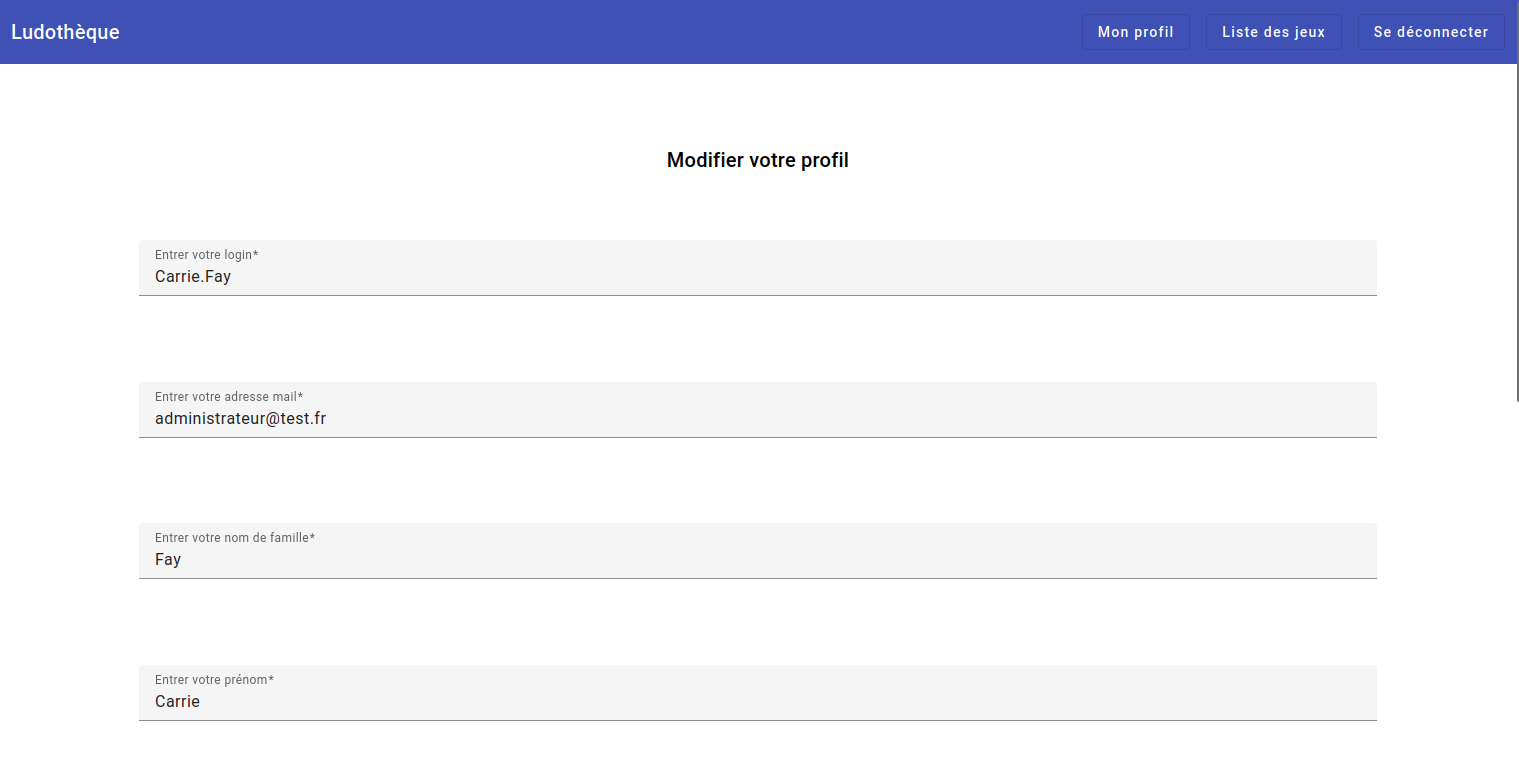 Ludothèque
Mon profil
Liste des jeux
Se déconnecter
Modifier votre profil
Entrer votre login*
Carrie.Fay
Entrer votre adresse mail*
administrateur@test.fr
Entrer votre nom de famille*
Fay
Entrer votre prénom*
Carrie